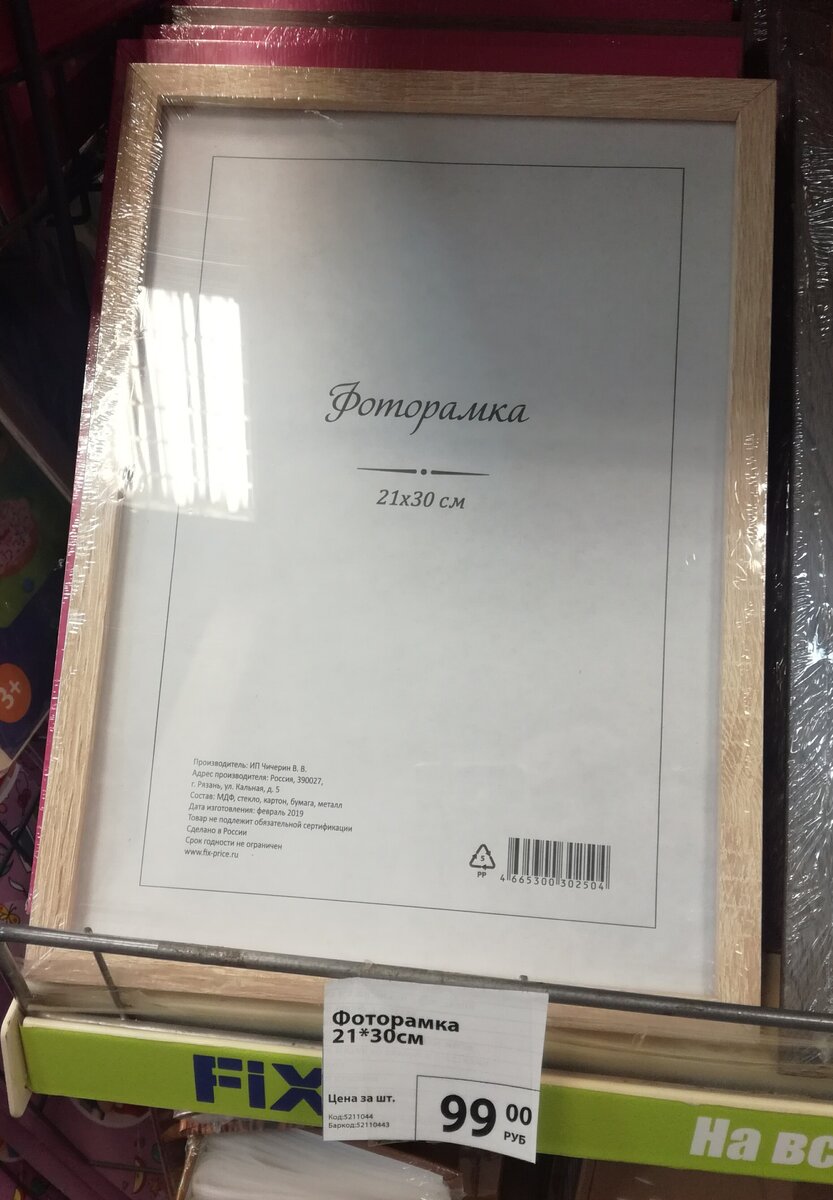 Фоторамка
21х30 см
3+
Производитель: ИП Чичерин В. В.
Адрес производителя: Россия, 390027,
г. Рязань, ул. Кальная, д. 5
Состав: МДФ, стекло, картон, бумага, металл
Дата изготовления: февраль 2019
Товар не подлежит обязательной сертификации
Сделано в России
Срок годности не ограничен
www.fix-price.ru
5
PP
4 665300 302504
Фоторамка
21*30см
Цена за шт.
Код:5211044
Баркод:52110443
99 00
РУБ
FiX
На вс